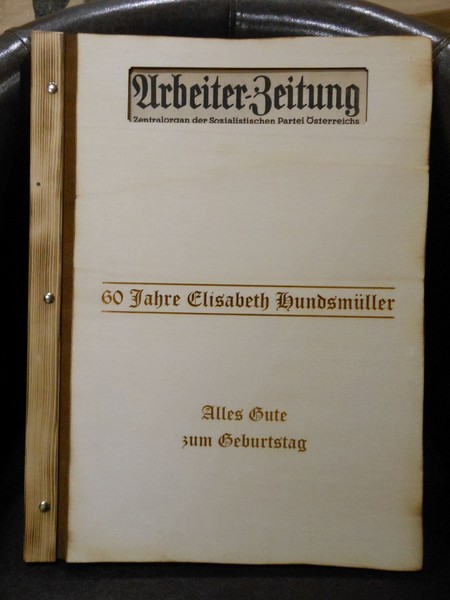 Arbeiter-Zeitung
Zentralorgan der Sozialistischen Partei Österreichs
60 Jahre Elisabeth Hundsmüller
Alles Gute
zum Geburtstag